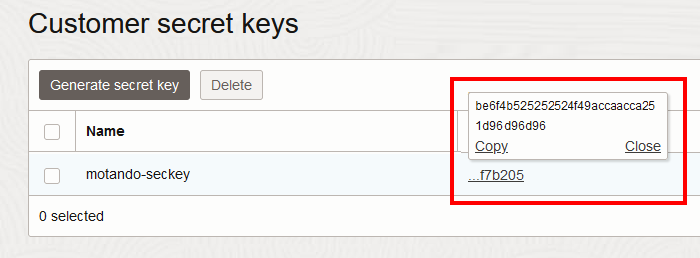 Customer secret keys
Generate secret key
Delete
Name
be6f4b525252524f49accaacca25
1d96d96d96
Copy
Close
motando-seckey
...f7b205
0 selected